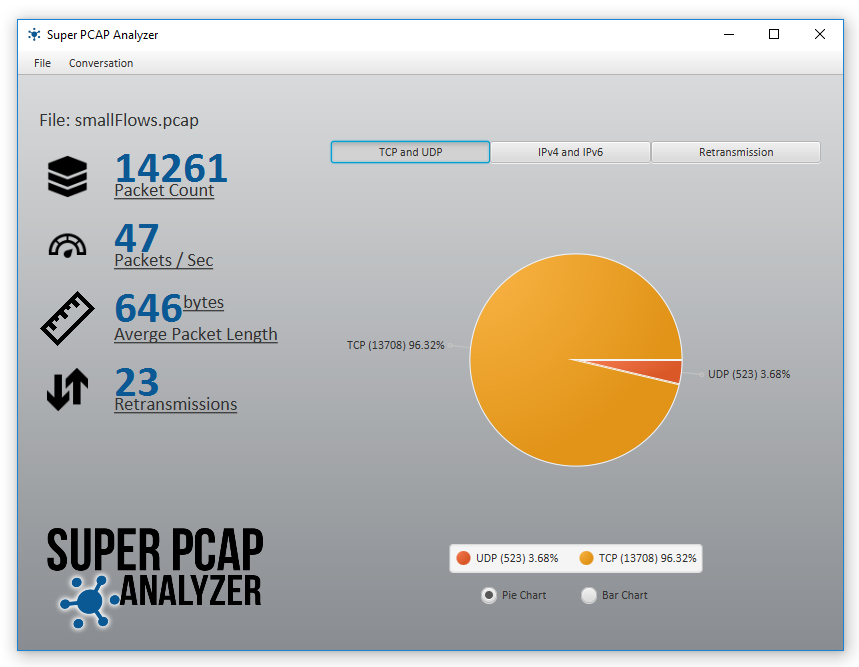 Super PCAP Analyzer
File Conversation
File: smallFlows.pcap
14261
Packet Count
47
Packets / Sec
646 bytes
Averge Packet Length
23
Retransmissions
SUPER PCAP
ANALYZER
TCP and UDP IPv4 and IPv6 Retransmission
TCP (13708) 96.32%
UDP (523) 3.68%
UDP (523) 3.68% TCP (13708) 96.32%
Pie Chart Bar Chart